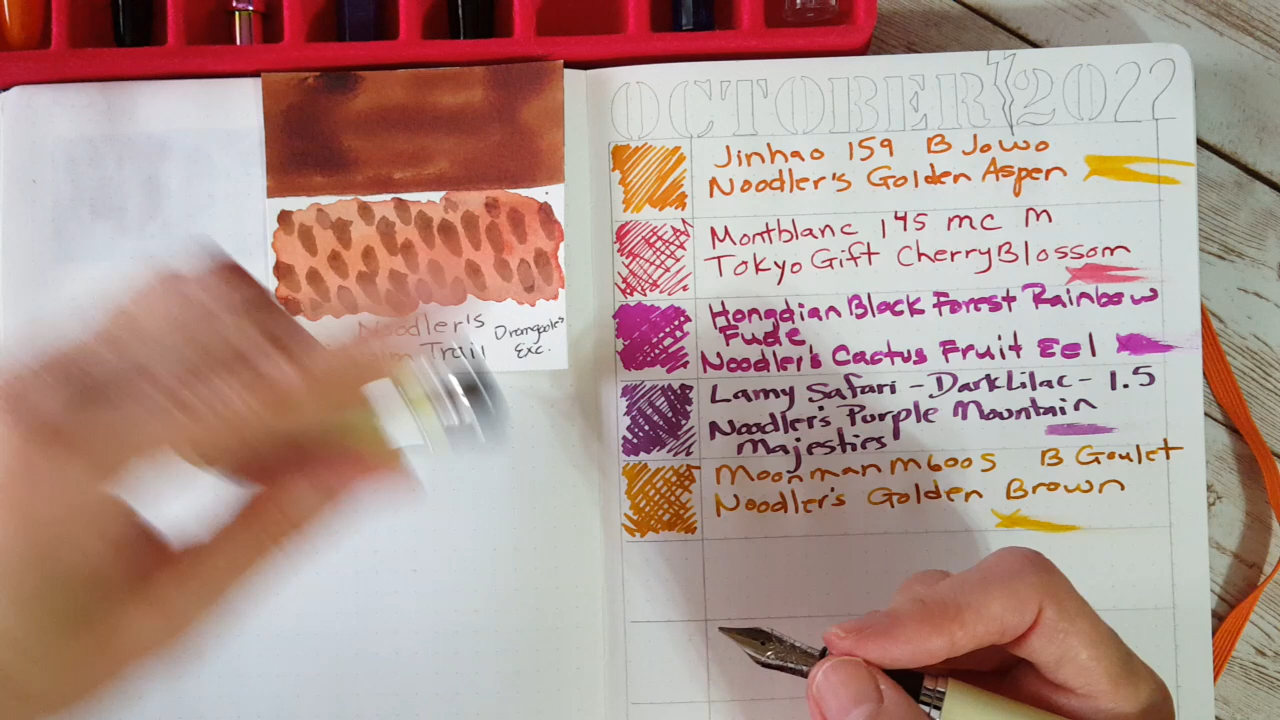 Noodler's
Trail
Orangooles
Exc.
OCTOBER 2022
Jinhao 159 B Jowo
Noodler's Golden Aspen
Montblanc 145 mc M
Tokyo Gift Cherry Blossom
Hongdian Black Forest Rainbow
Fude
Noodler's Cactus Fruit Eel
Lamy Safari - Dark Lilac - 1.5
Noodler's Purple Mountain
Majesties
Moonman M600S B Goulet
Noodler's Golden Brown